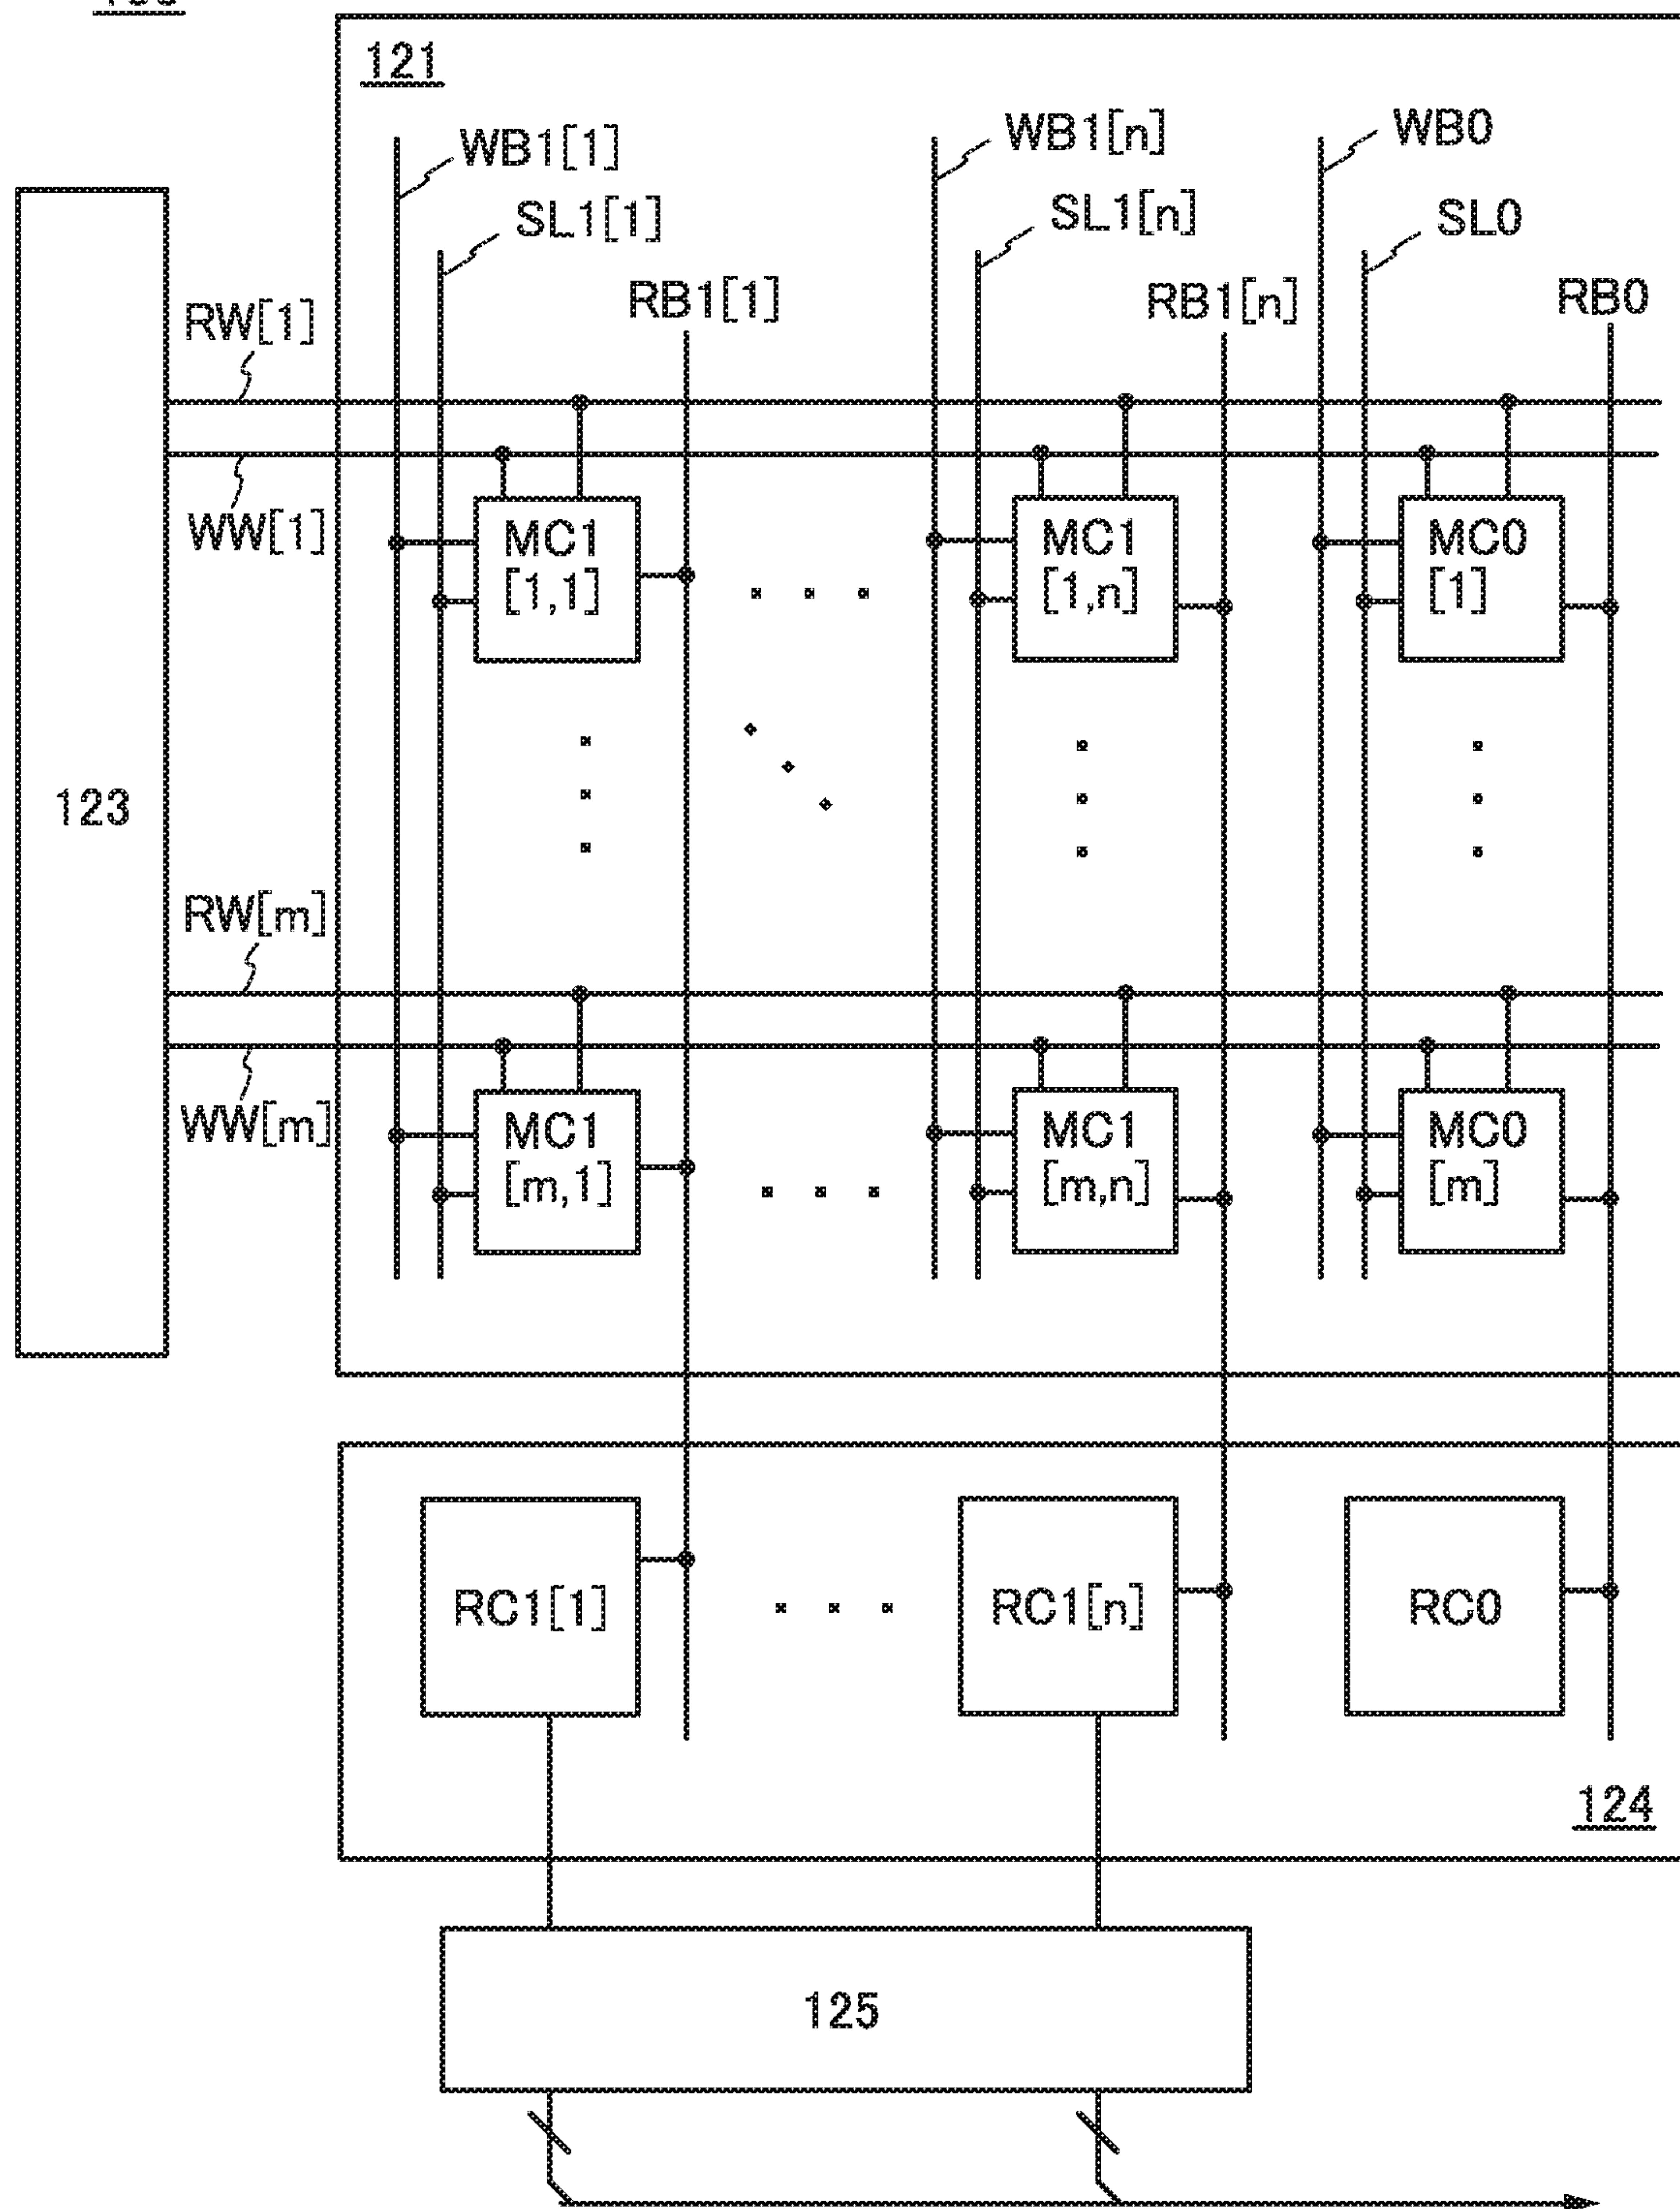 121
WB1[1]
WB1[n]
WB0
SL1[1]
SL1[n]
SL0
RB1[1]
RB1[n]
RB0
RW[1]
WW[1]
MC1
[1,1]
MC1
[1,n]
MC0
[1]
123
RW[m]
WW[m]
MC1
[m,1]
MC1
[m,n]
MC0
[m]
RC1[1]
RC1[n]
RC0
124
125